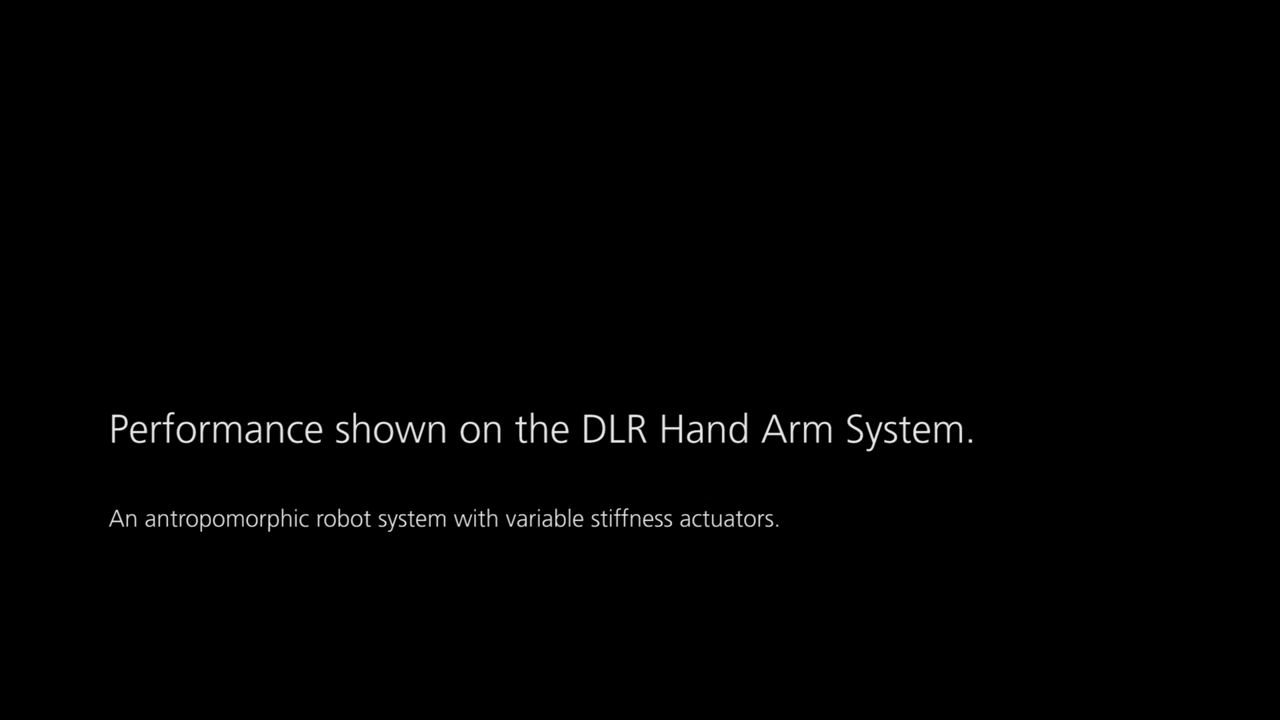 Performance shown on the DLR Hand Arm System.
An antropomorphic robot system with variable stiffness actuators.